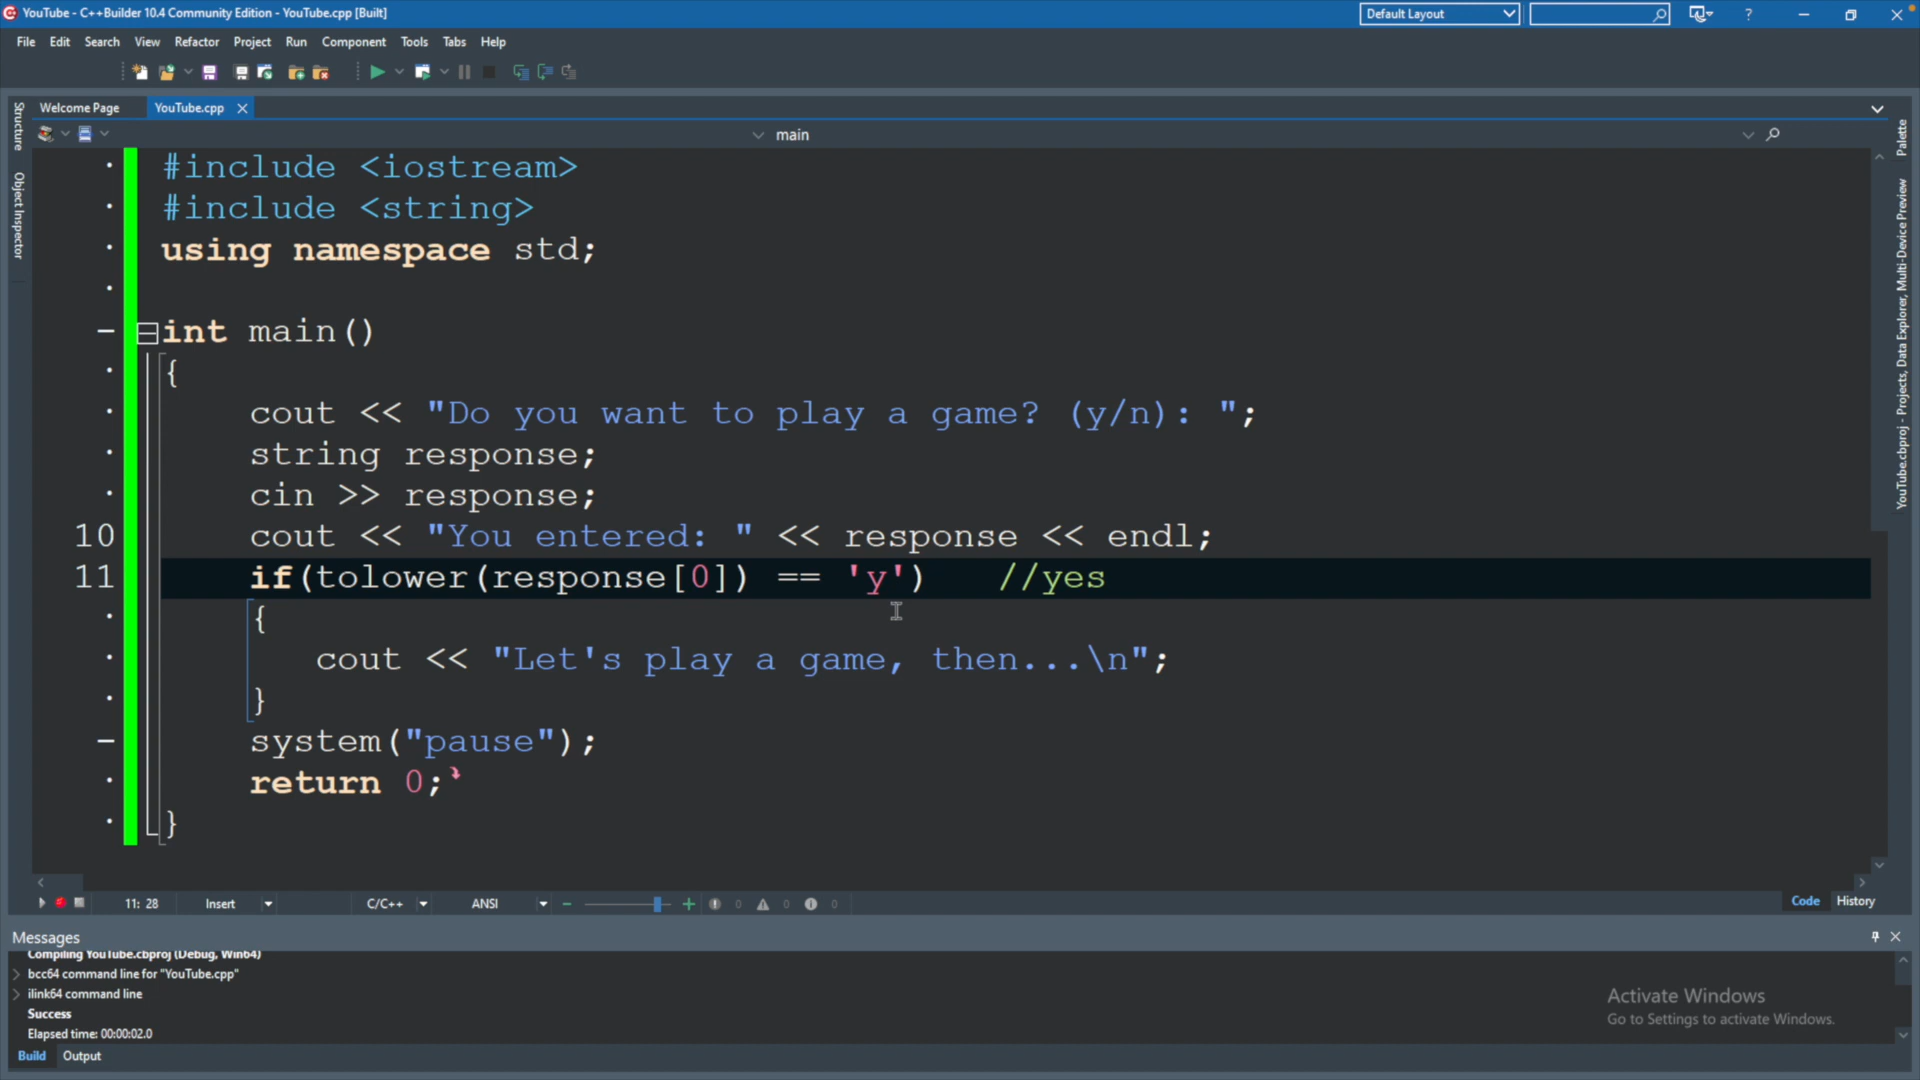 YouTube - C++Builder 10.4 Community Edition - YouTube.cpp [Built]
Default Layout
?
File Edit Search View Refactor Project Run Component Tools Tabs Help
Structure
Object Inspector
Welcome Page YouTube.cpp
main
Palette
YouTube.cbproj - Projects, Data Explorer, Multi-Device Preview
#include <iostream>
#include <string>
using namespace std;
int main()
{
cout << "Do you want to play a game? (y/n): ";
string response;
cin >> response;
10 cout << "You entered: " << response << endl;
11 if(tolower(response[0]) == 'y') //yes
{
cout << "Let's play a game, then...\n";
}
system("pause");
return 0;
}
11: 28 Insert C/C++ ANSI 0 0 0
Code History
Messages
Compiling YouTube.cbproj (Debug, Win64)
bcc64 command line for "YouTube.cpp"
ilink64 command line
Success
Elapsed time: 00:00:02.0
Build Output
Activate Windows
Go to Settings to activate Windows.